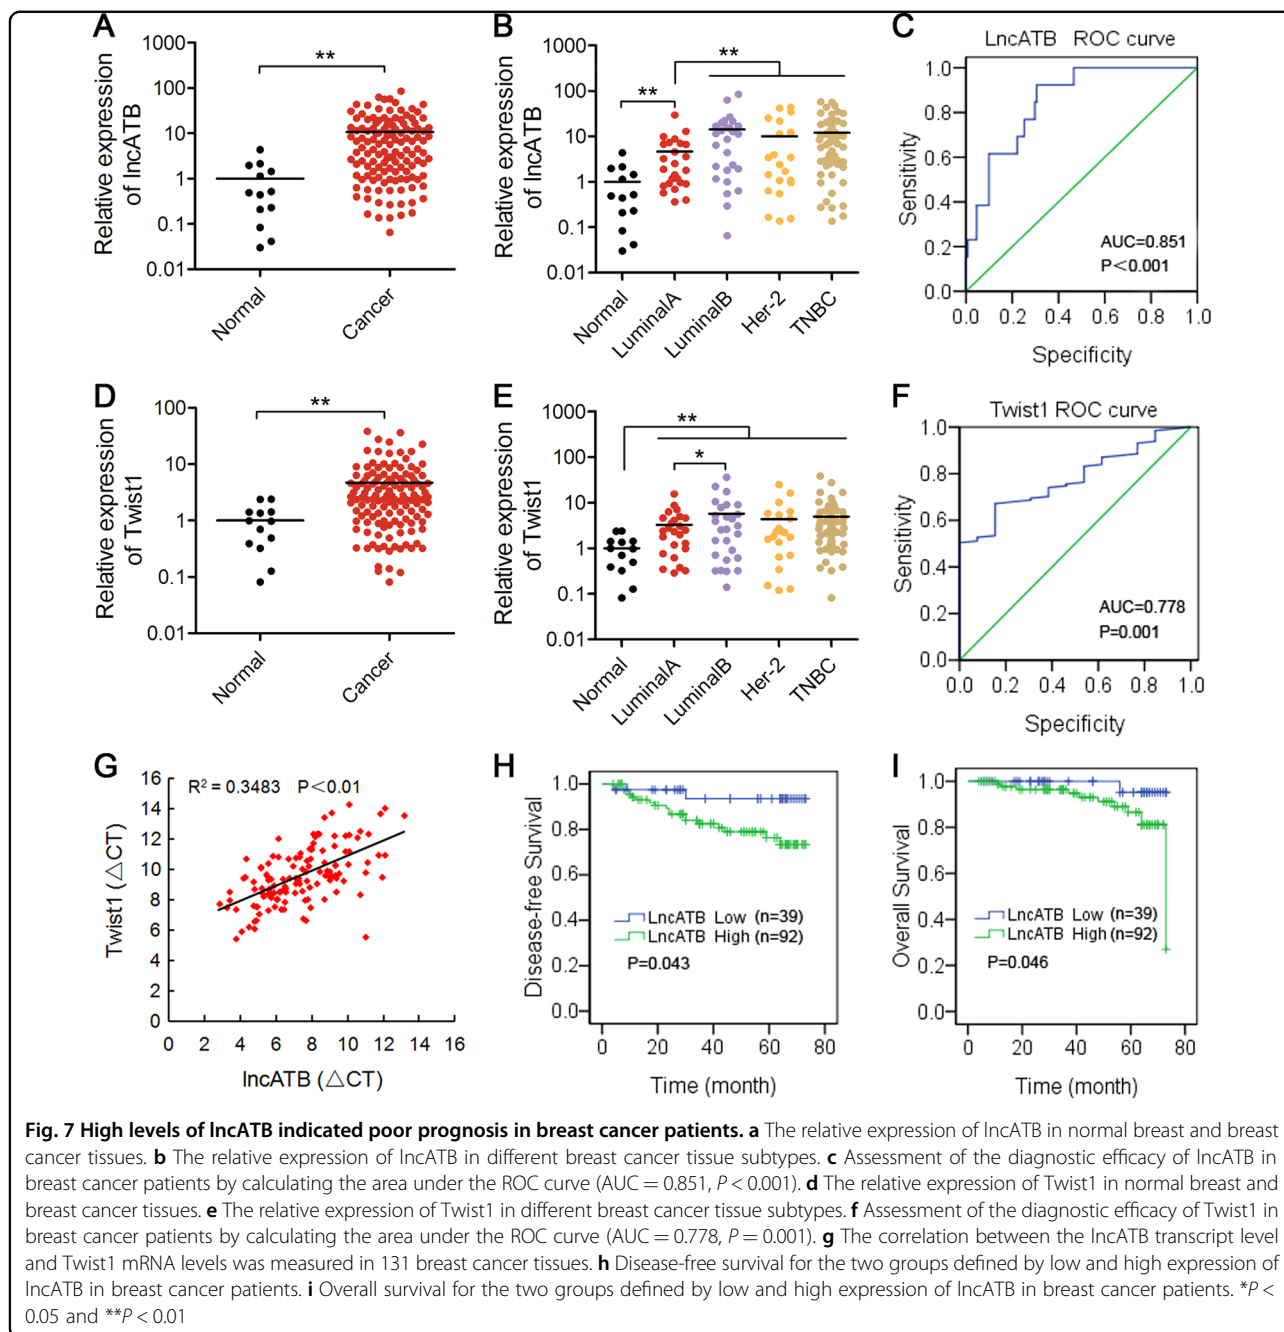 A
Relative expression
of lncATB
1000
100
10
1
0.1
0.01
**
Normal
Cancer
B
Relative expression
of lncATB
1000
100
10
1
0.1
0.01
**
**
Normal
LuminalA
LuminalB
Her-2
TNBC
C
LncATB ROC curve
Sensitivity
1.0
0.8
0.6
0.4
0.2
0.0
AUC=0.851
P<0.001
0.0 0.2 0.4 0.6 0.8 1.0
Specificity
D
Relative expression
of Twist1
100
10
1
0.1
0.01
**
Normal
Cancer
E
Relative expression
of Twist1
1000
100
10
1
0.1
0.01
**
*
Normal
LuminalA
LuminalB
Her-2
TNBC
F
Twist1 ROC curve
Sensitivity
1.0
0.8
0.6
0.4
0.2
0.0
AUC=0.778
P=0.001
0.0 0.2 0.4 0.6 0.8 1.0
Specificity
G
R² = 0.3483 P<0.01
Twist1 (△CT)
16
14
12
10
8
6
4
2
0
0 2 4 6 8 10 12 14 16
lncATB (△CT)
H
Disease-free Survival
1.0
0.8
0.6
0.4
0.2
0.0
LncATB Low (n=39)
LncATB High (n=92)
P=0.043
0 20 40 60 80
Time (month)
I
Overall Survival
1.0
0.8
0.6
0.4
0.2
0.0
LncATB Low (n=39)
LncATB High (n=92)
P=0.046
0 20 40 60 80
Time (month)
Fig. 7 High levels of lncATB indicated poor prognosis in breast cancer patients. a The relative expression of lncATB in normal breast and breast
cancer tissues. b The relative expression of lncATB in different breast cancer tissue subtypes. c Assessment of the diagnostic efficacy of lncATB in
breast cancer patients by calculating the area under the ROC curve (AUC = 0.851, P < 0.001). d The relative expression of Twist1 in normal breast and
breast cancer tissues. e The relative expression of Twist1 in different breast cancer tissue subtypes. f Assessment of the diagnostic efficacy of Twist1 in
breast cancer patients by calculating the area under the ROC curve (AUC = 0.778, P = 0.001). g The correlation between the lncATB transcript level
and Twist1 mRNA levels was measured in 131 breast cancer tissues. h Disease-free survival for the two groups defined by low and high expression of
lncATB in breast cancer patients. i Overall survival for the two groups defined by low and high expression of lncATB in breast cancer patients. *P <
0.05 and **P < 0.01